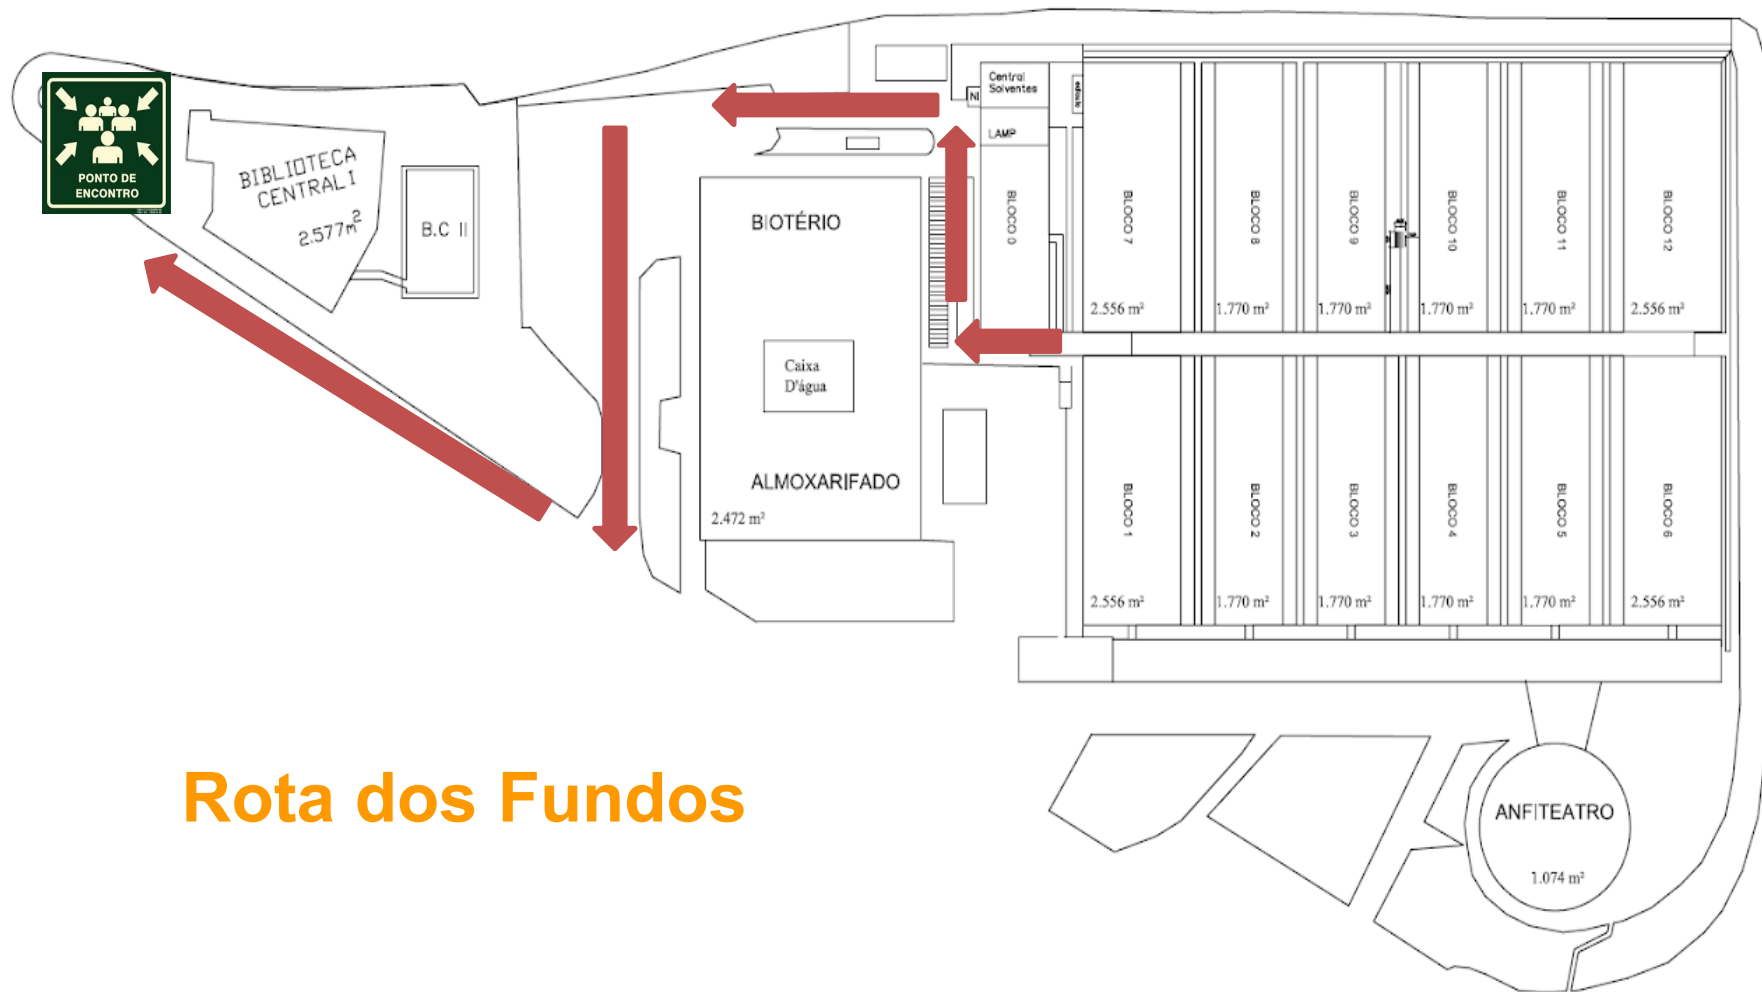 PONTO DE
ENCONTRO
BIBLIOTECA
CENTRAL I
2.577m²
B.C II
BIOTÉRIO
Caixa
D'água
ALMOXARIFADO
2.472 m²
Central
Solventes
NI
LAMP
BLOCO 0
BLOCO 7
2.556 m²
BLOCO 8
1.770 m²
BLOCO 9
1.770 m²
BLOCO 10
1.770 m²
BLOCO 11
1.770 m²
BLOCO 12
2.556 m²
BLOCO 1
2.556 m²
BLOCO 2
1.770 m²
BLOCO 3
1.770 m²
BLOCO 4
1.770 m²
BLOCO 5
1.770 m²
BLOCO 6
2.556 m²
Rota dos Fundos
ANFITEATRO
1.074 m²